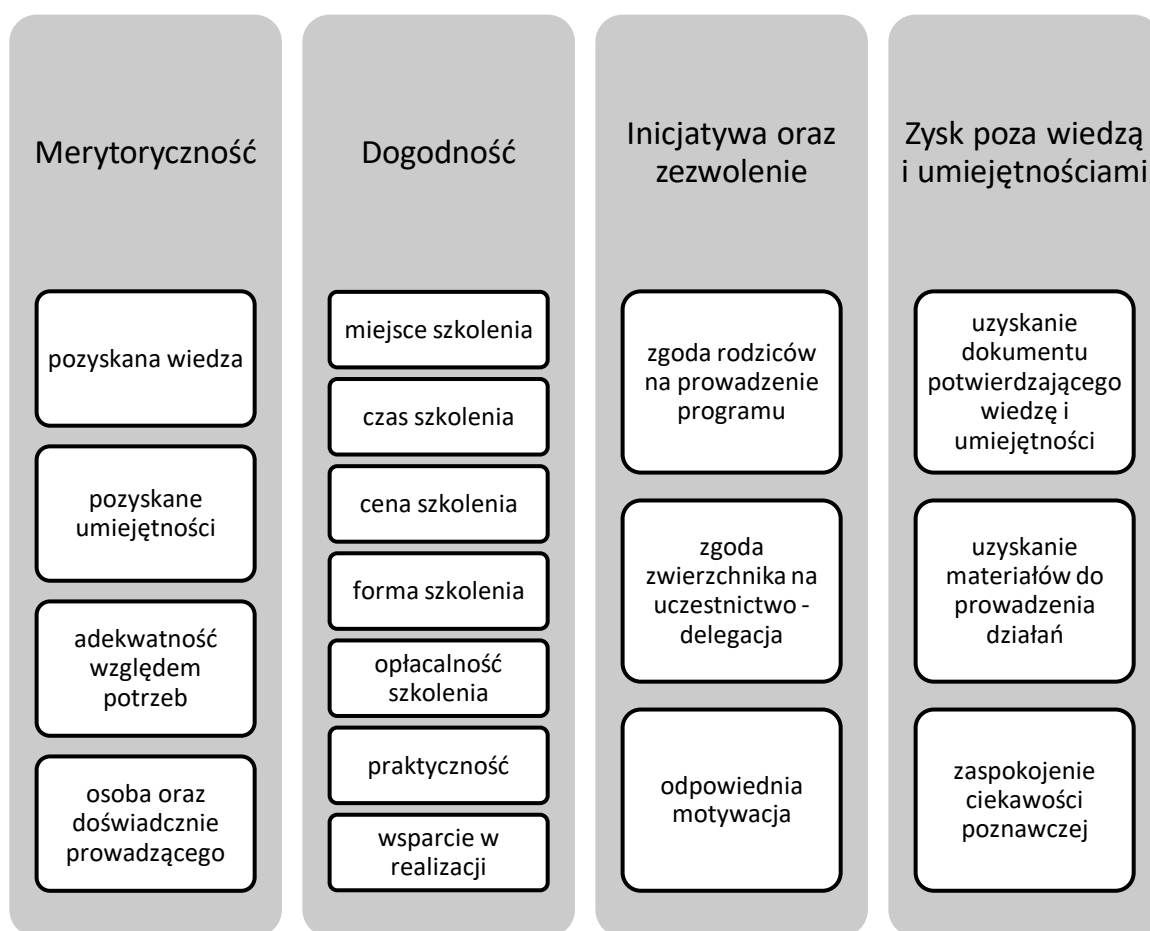 Merytoryczność
pozyskana wiedza
pozyskane
umiejętności
adekwatność
względem
potrzeb
osoba oraz
doświadcznie
prowadzącego
Dogodność
miejsce szkolenia
czas szkolenia
cena szkolenia
forma szkolenia
opłacalność
szkolenia
praktyczność
wsparcie w
realizacji
Inicjatywa oraz
zezwolenie
zgoda rodziców
na prowadzenie
programu
zgoda
zwierzchnika na
uczestnictwo -
delegacja
odpowiednia
motywacja
Zysk poza wiedzą
i umiejętnościami
uzyskanie
dokumentu
potwierdzającego
wiedzę i
umiejętności
uzyskanie
materiałów do
prowadzenia
działań
zaspokojenie
ciekawości
poznawczej